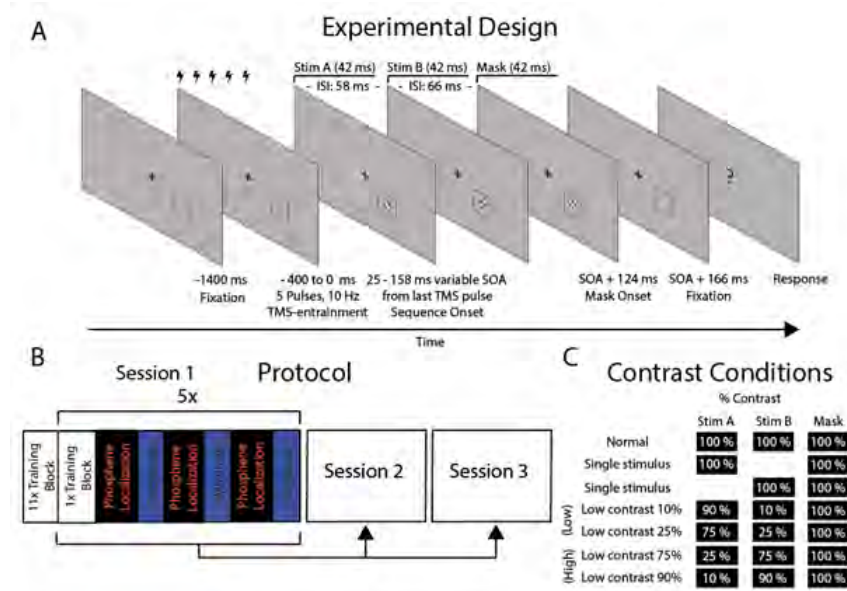 A
Experimental Design
Stim A (42 ms)
Stim B (42 ms)
Mask (42 ms)
- ISI: 58 ms -
- ISI: 66 ms -
-1400 ms
Fixation
- 400 to 0 ms
5 Pulses, 10 Hz
TMS-entrainment
25 - 158 ms variable SOA
from last TMS pulse
Sequence Onset
SOA + 124 ms
Mask Onset
SOA + 166 ms
Fixation
Response
Time
B
Session 1
Protocol
5x
11x Training
Block
1x Training
Block
Phosphene
Localization
Phosphene
Localization
Phosphene
Localization
Session 2
Session 3
C
Contrast Conditions
% Contrast
Stim A
Stim B
Mask
Normal
100 %
100 %
100 %
Single stimulus
100 %
100 %
Single stimulus
100 %
100 %
(Low)
Low contrast 10%
90 %
10 %
100 %
Low contrast 25%
75 %
25 %
100 %
(High)
Low contrast 75%
25 %
75 %
100 %
Low contrast 90%
10 %
90 %
100 %